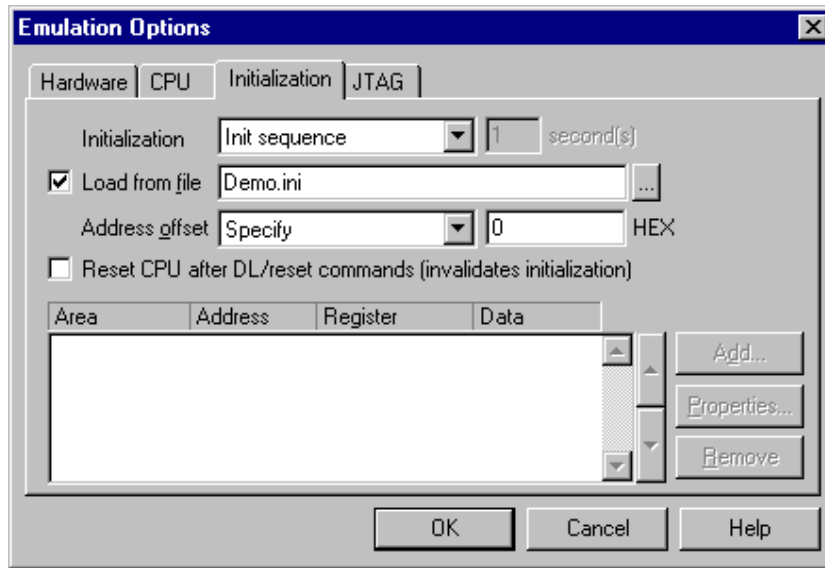 Emulation Options
Hardware CPU Initialization JTAG
Initialization Init sequence 1 second(s)
Load from file Demo.ini ...
Address offset Specify 0 HEX
Reset CPU after DL/reset commands (invalidates initialization)
Area Address Register Data
Add...
Properties...
Remove
OK Cancel Help